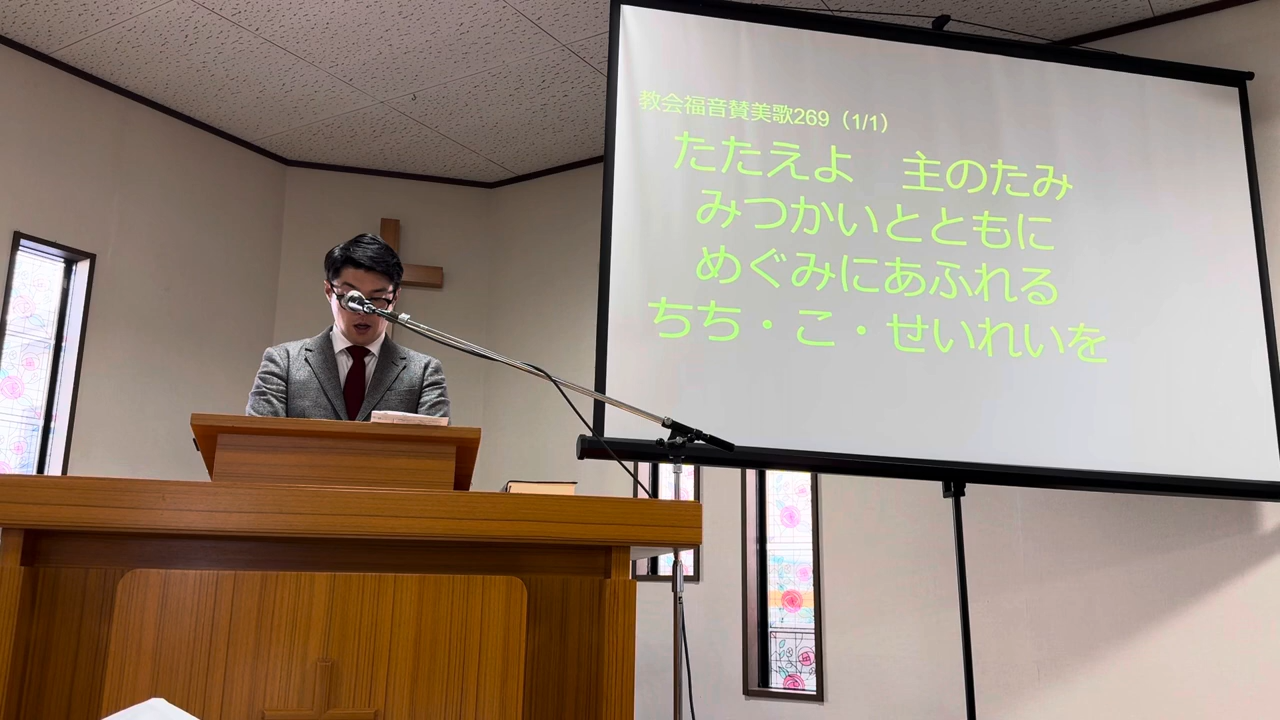 教会福音賛美歌269（1/1）
たたえよ　主のたみ
みつかいとともに
めぐみにあふれる
ちち・こ・せいれいを